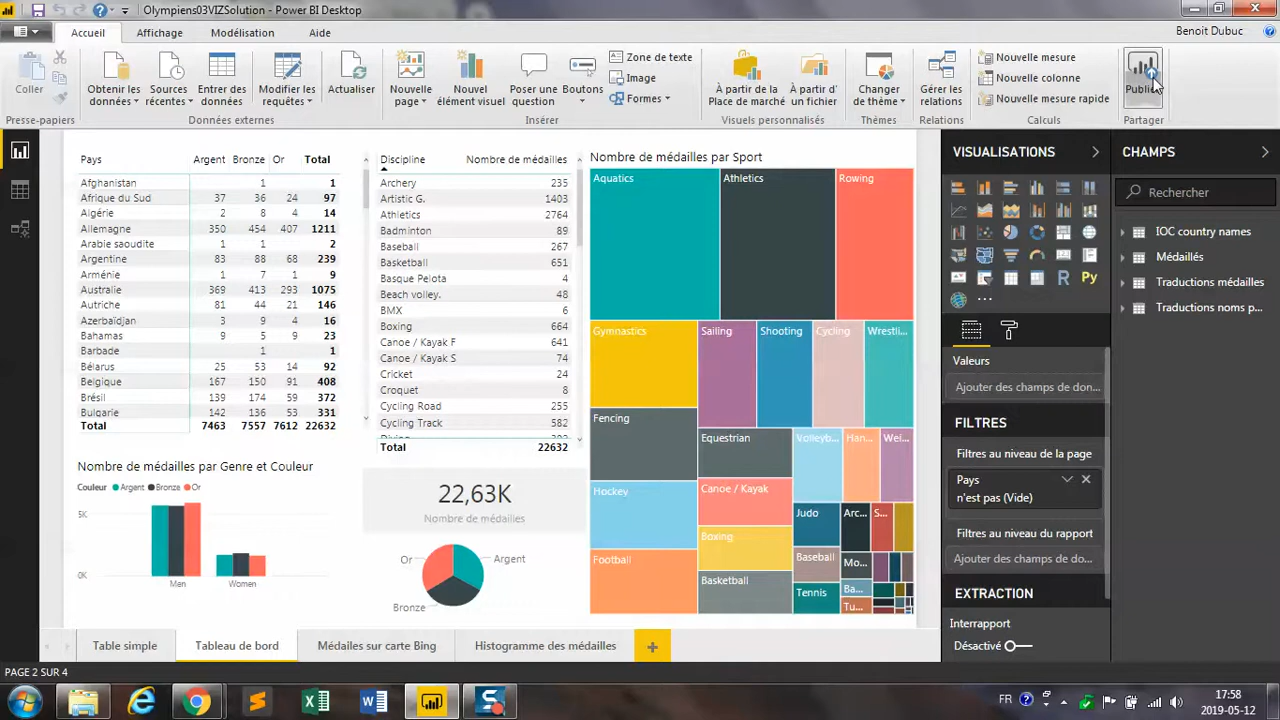 Olympiens03VIZSolution - Power BI Desktop
Accueil Affichage Modélisation Aide
Benoit Dubuc
Coller
Obtenir des données
Sources récentes
Entrer des données
Modifier les requêtes
Actualiser
Nouvelle page
Nouvel élément visuel
Poser une question
Boutons
Zone de texte
Image
Formes
À partir de la Place de marché
À partir d' un fichier
Changer de thème
Gérer les relations
Nouvelle mesure
Nouvelle colonne
Nouvelle mesure rapide
Presse-papiers
Données externes
Insérer
Visuels personnalisés
Thèmes
Relations
Calculs
Partager
Pays Argent Bronze Or Total
Afghanistan 1 1
Afrique du Sud 37 36 24 97
Algérie 2 8 4 14
Allemagne 350 454 407 1211
Arabie saoudite 1 1 2
Argentine 83 88 68 239
Arménie 1 7 1 9
Australie 369 413 293 1075
Autriche 81 44 21 146
Azerbaïdjan 3 9 4 16
Bahamas 9 5 9 23
Barbade 1 1
Bélarus 25 53 14 92
Belgique 167 150 91 408
Brésil 139 174 59 372
Bulgarie 142 136 53 331
Total 7463 7557 7612 22632
Discipline Nombre de médailles
Archery 235
Artistic G. 1403
Athletics 2764
Badminton 89
Baseball 267
Basketball 651
Basque Pelota 4
Beach volley. 48
BMX 6
Boxing 664
Canoe / Kayak F 641
Canoe / Kayak S 74
Cricket 24
Croquet 8
Cycling Road 255
Cycling Track 582
Total 22632
Nombre de médailles par Sport
Aquatics
Athletics
Rowing
Gymnastics
Sailing
Shooting
Cycling
Wrestli...
Fencing
Equestrian
Volleyb...
Han...
Wei...
Hockey
Canoe / Kayak
Judo
Arc...
S...
Boxing
Baseball
Mo...
Football
Basketball
Tennis
Ba...
Tu...
Nombre de médailles par Genre et Couleur
Couleur Argent Bronze Or
5K
0K
Men Women
22,63K
Nombre de médailles
Or
Argent
Bronze
VISUALISATIONS
Valeurs
Ajouter des champs de don...
FILTRES
Filtres au niveau de la page
Pays
n'est pas (Vide)
Filtres au niveau du rapport
Ajouter des champs de do...
EXTRACTION
Interrapport
Désactivé
CHAMPS
Rechercher
IOC country names
Médaillés
Traductions médailles
Traductions noms p...
Table simple
Tableau de bord
Médailes sur carte Bing
Histogramme des médailles
PAGE 2 SUR 4
FR
17:58
2019-05-12